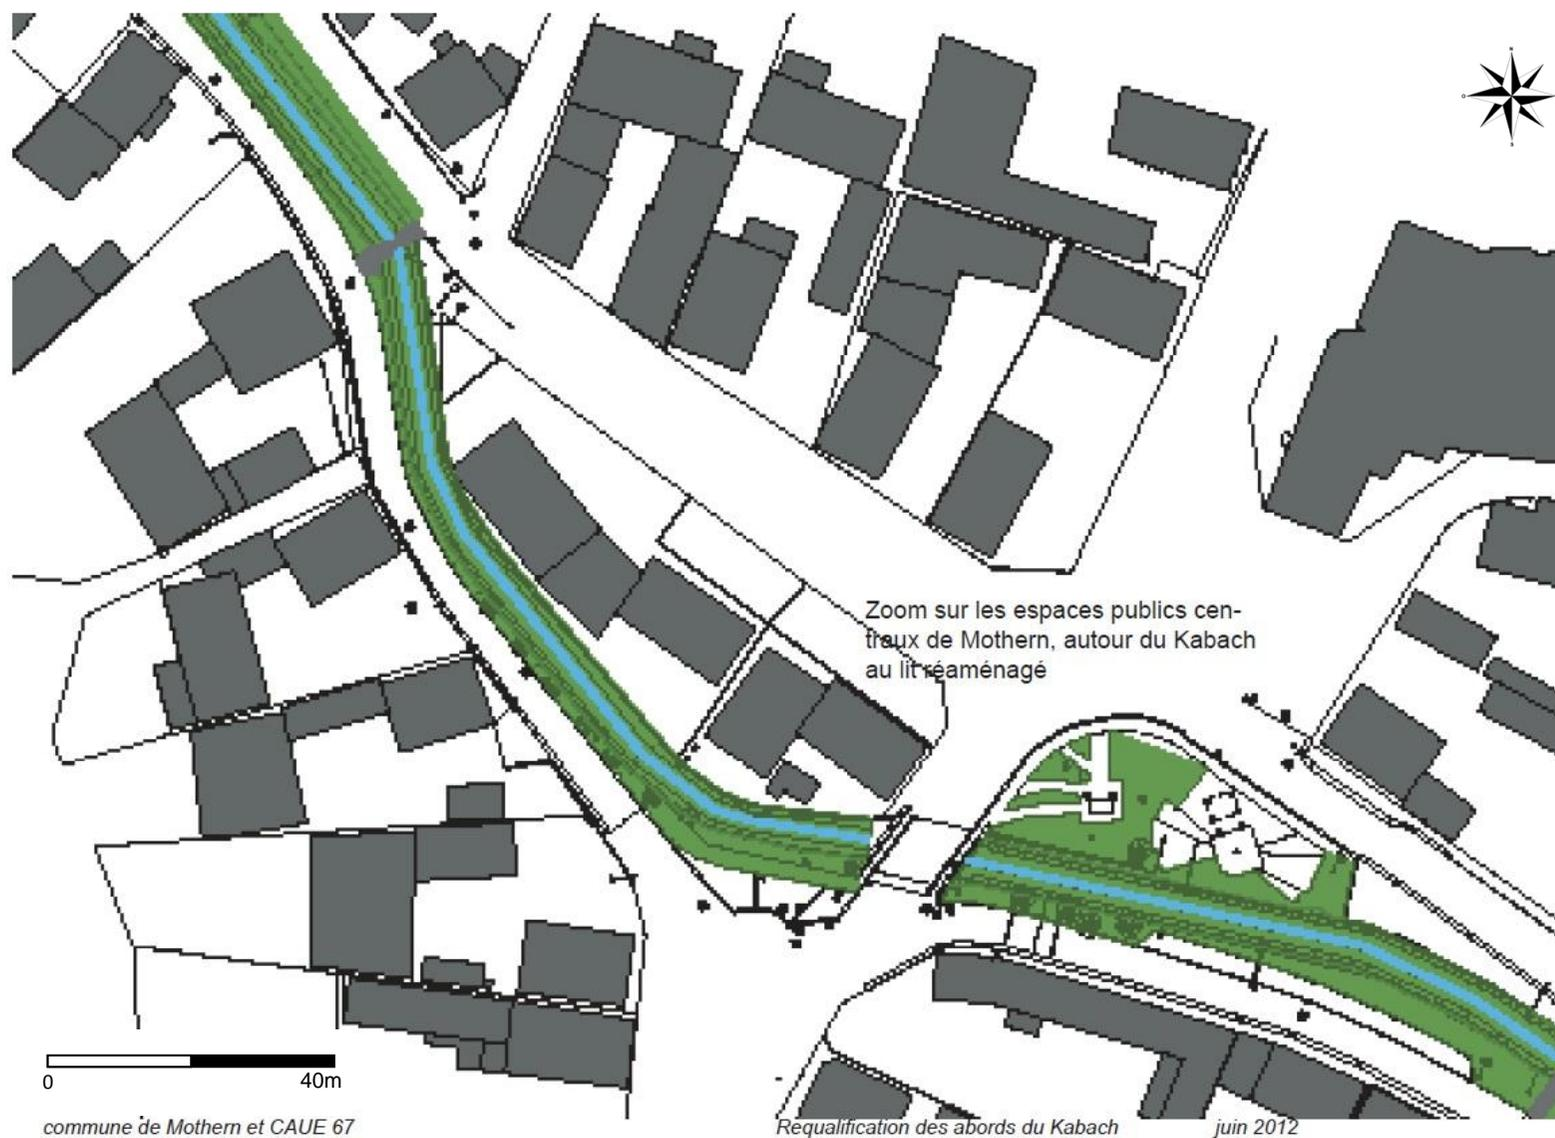 Zoom sur les espaces publics cen-
traux de Mothern, autour du Kabach
au lit réaménagé
0 40m
commune de Mothern et CAUE 67 Requalification des abords du Kabach juin 2012